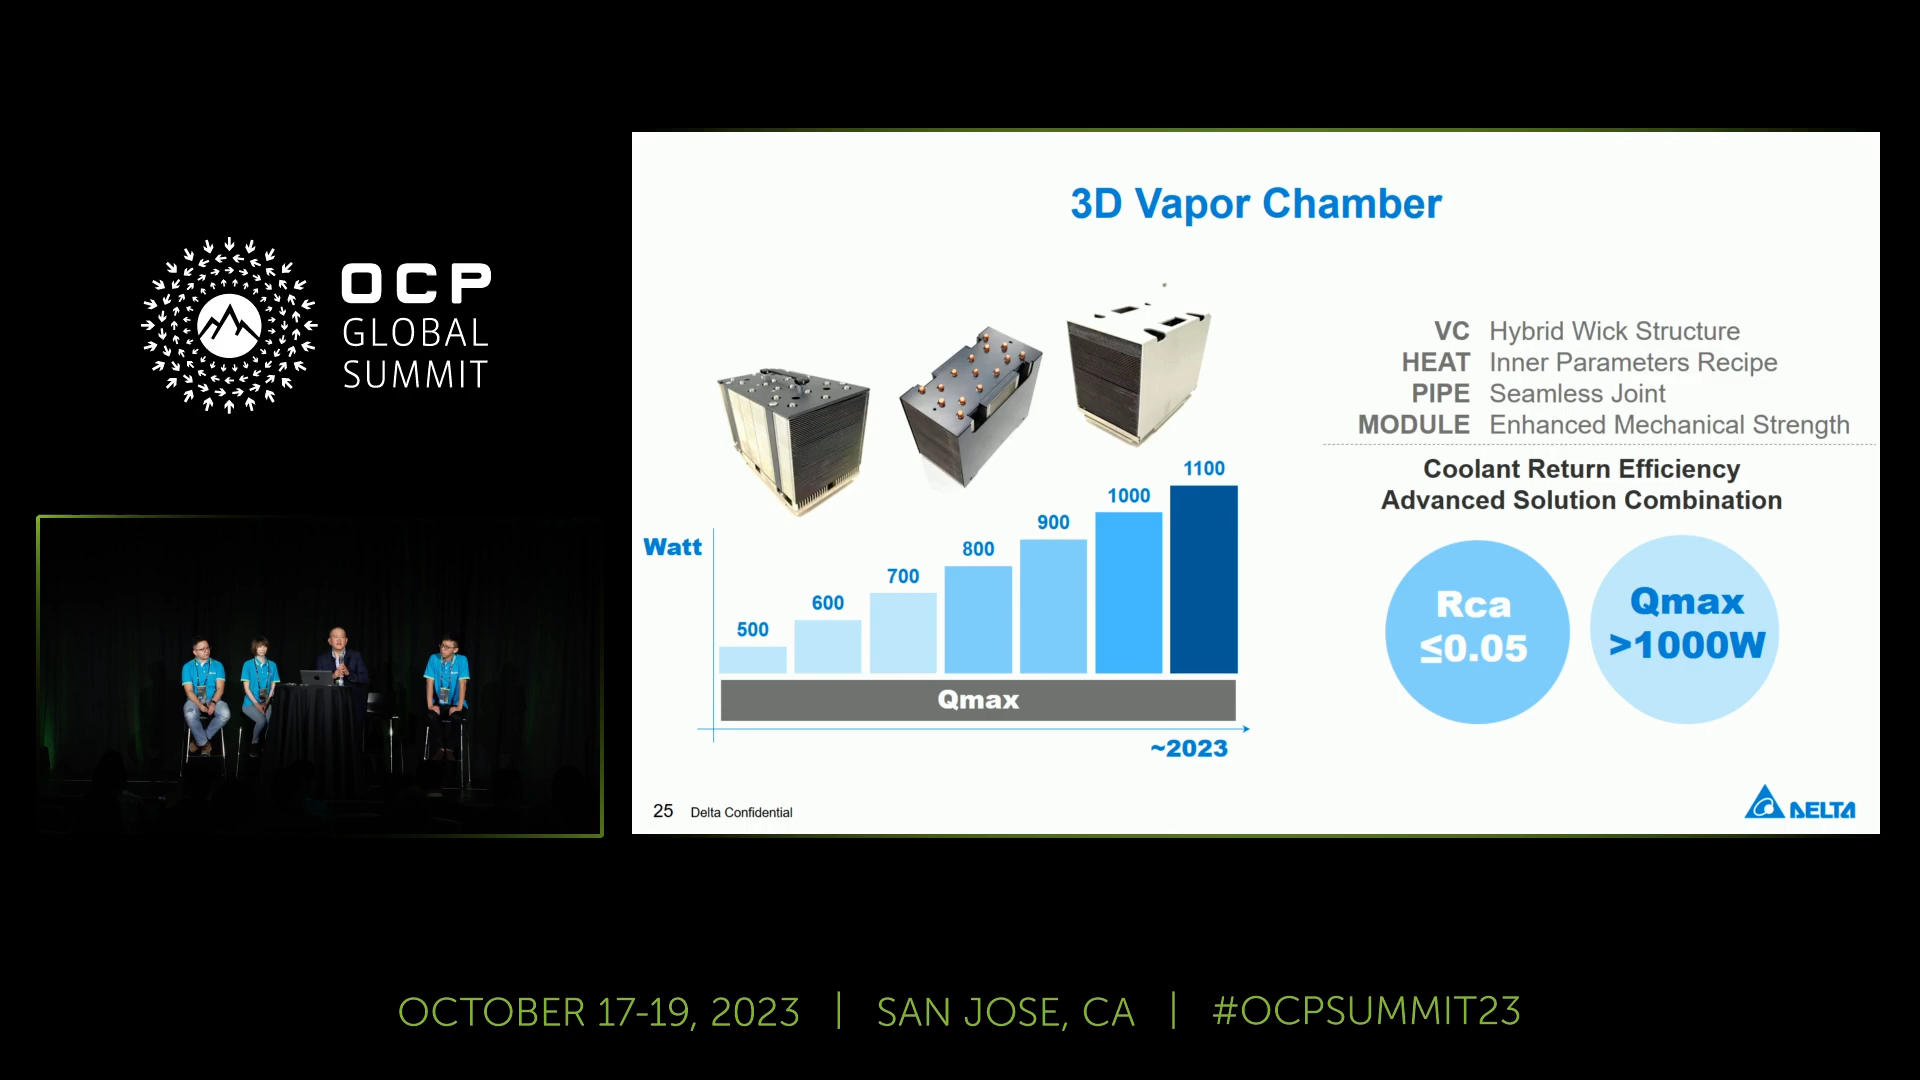 OCP
GLOBAL
SUMMIT
3D Vapor Chamber
VC Hybrid Wick Structure
HEAT Inner Parameters Recipe
PIPE Seamless Joint
MODULE Enhanced Mechanical Strength
Coolant Return Efficiency
Advanced Solution Combination
Rca
≤0.05
Qmax
>1000W
Watt
500
600
700
800
900
1000
1100
Qmax
~2023
25 Delta Confidential
DELTA
OCTOBER 17-19, 2023 | SAN JOSE, CA | #OCPSUMMIT23